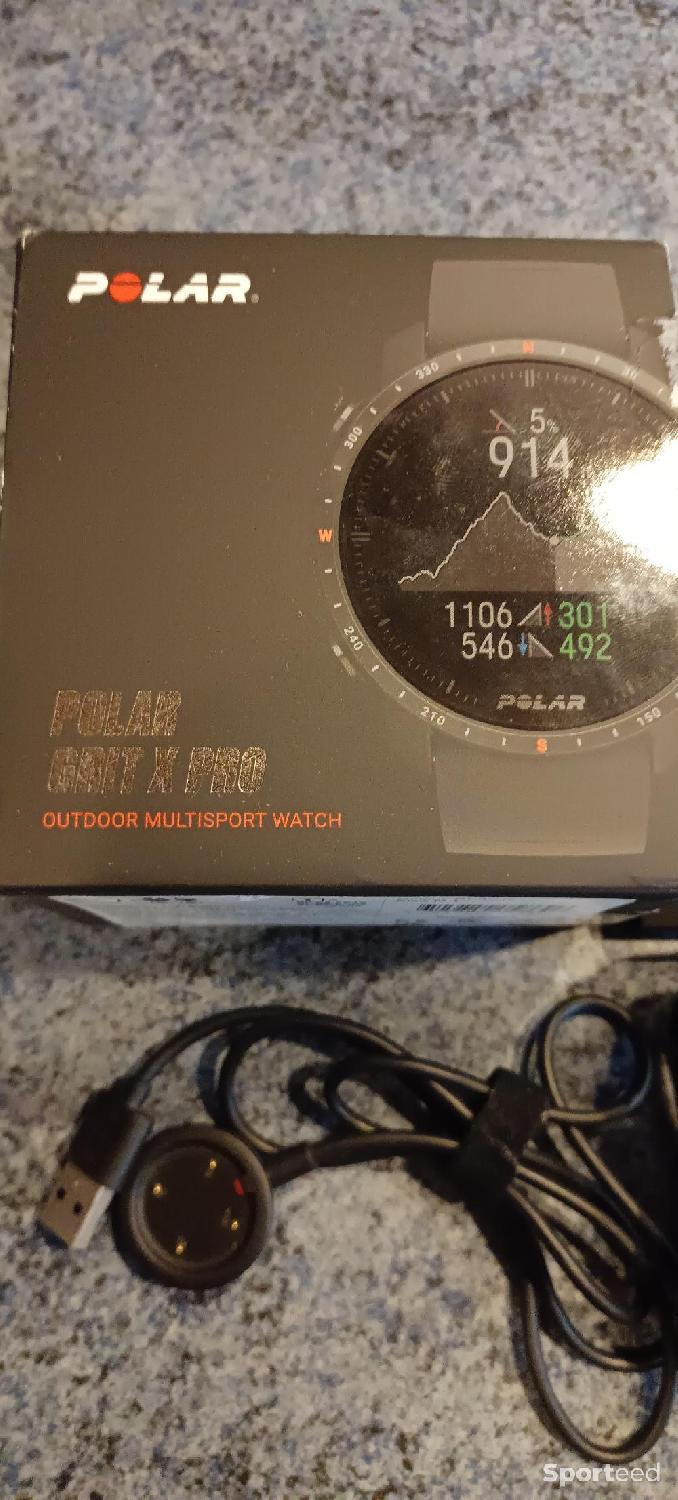 POLAR
N
330
30
300
5%
914
W
1106 301
546 492
240
POLAR
210
150
S
POLAR
GRIT X PRO
OUTDOOR MULTISPORT WATCH
Sporteed